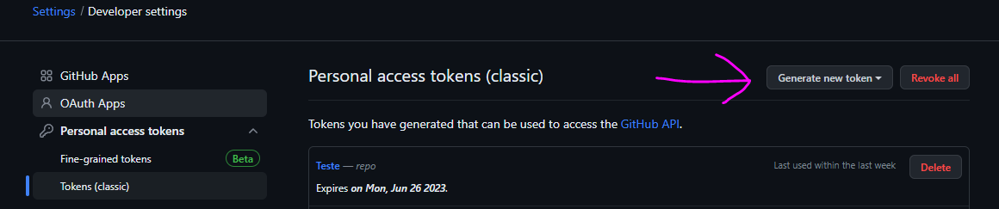 Settings / Developer settings
GitHub Apps
OAuth Apps
Personal access tokens
Fine-grained tokens Beta
Tokens (classic)
Personal access tokens (classic)
Generate new token
Revoke all
Tokens you have generated that can be used to access the GitHub API.
Teste — repo
Last used within the last week
Delete
Expires on Mon, Jun 26 2023.